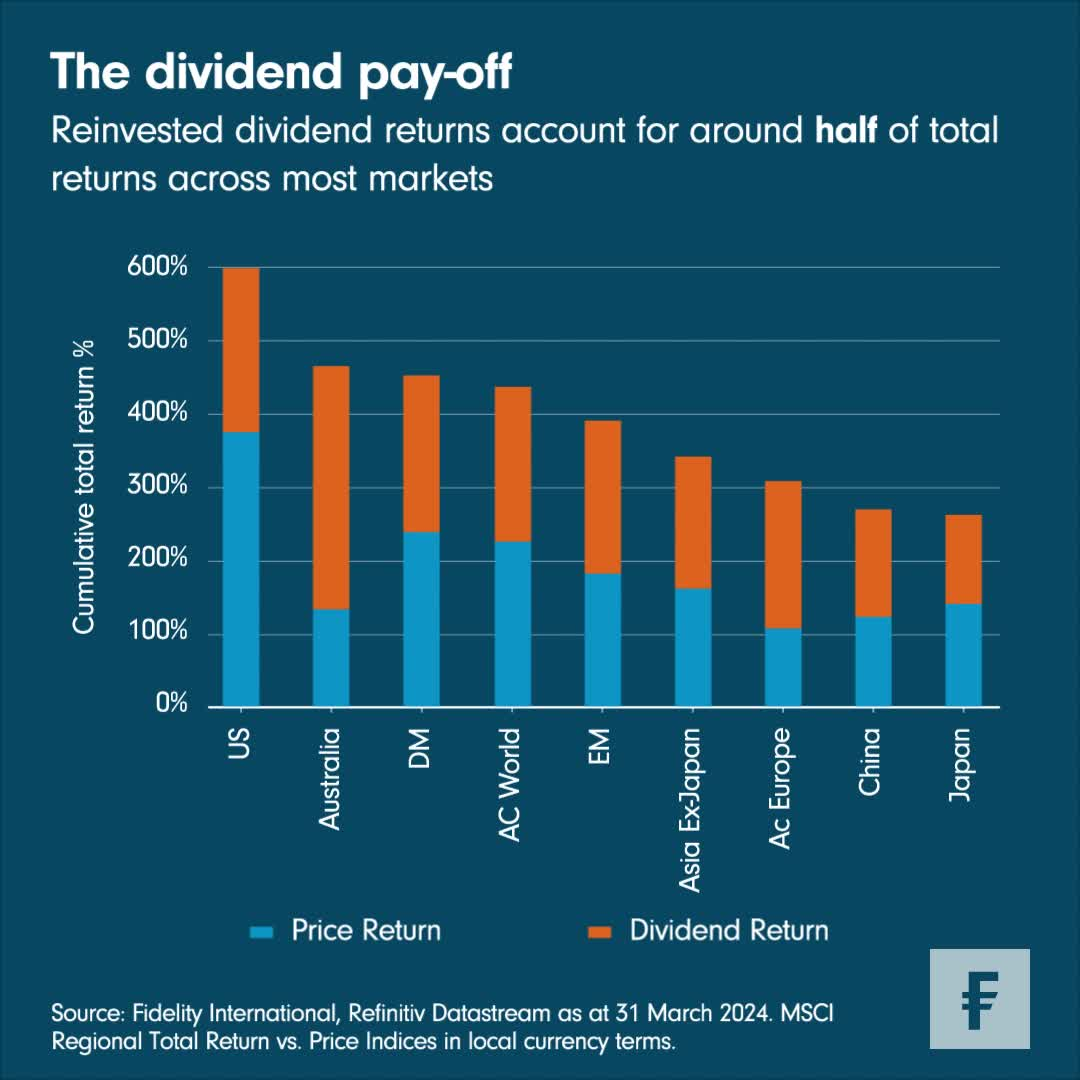 The dividend pay-off
Reinvested dividend returns account for around half of total
returns across most markets
Cumulative total return %
600%
500%
400%
300%
200%
100%
0%
US
Australia
DM
AC World
EM
Asia Ex-Japan
Ac Europe
China
Japan
Price Return
Dividend Return
Source: Fidelity International, Refinitiv Datastream as at 31 March 2024. MSCI
Regional Total Return vs. Price Indices in local currency terms.